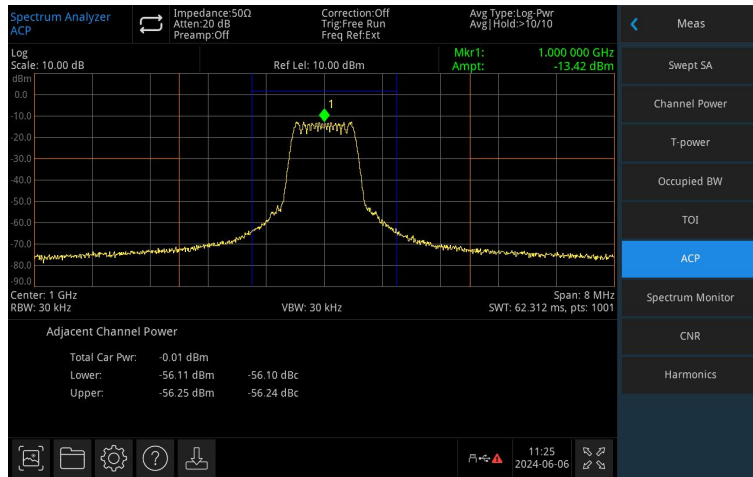 Spectrum Analyzer
ACP
Impedance:50Ω
Atten:20 dB
Preamp:Off
Correction:Off
Trig:Free Run
Freq Ref:Ext
Avg Type:Log-Pwr
Avg|Hold:>10/10
Meas
Log
Scale: 10.00 dB
Ref Lel: 10.00 dBm
Mkr1: 1.000 000 GHz
Ampt: -13.42 dBm
dBm
0.0
-10.0
-20.0
-30.0
-40.0
-50.0
-60.0
-70.0
-80.0
-90.0
1
Center: 1 GHz
RBW: 30 kHz
VBW: 30 kHz
Span: 8 MHz
SWT: 62.312 ms, pts: 1001
Adjacent Channel Power
Total Car Pwr: -0.01 dBm
Lower: -56.11 dBm -56.10 dBc
Upper: -56.25 dBm -56.24 dBc
Swept SA
Channel Power
T-power
Occupied BW
TOI
ACP
Spectrum Monitor
CNR
Harmonics
11:25
2024-06-06